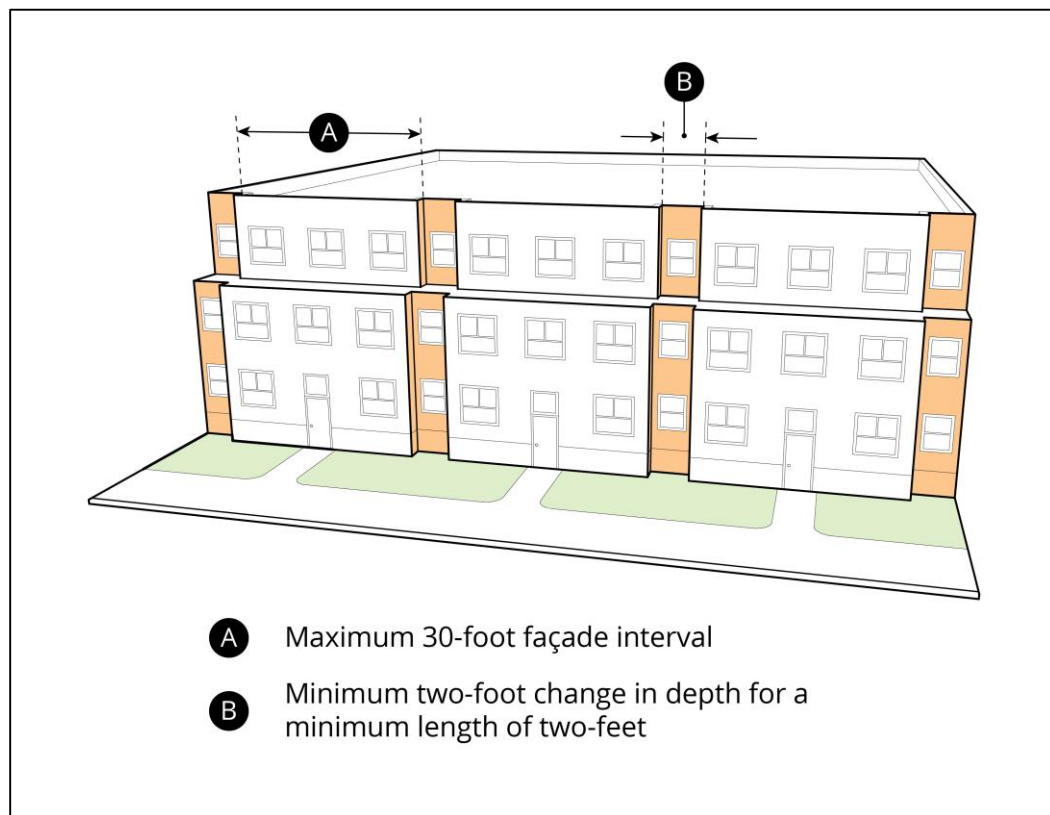 B
A
A Maximum 30-foot façade interval
B Minimum two-foot change in depth for a
minimum length of two-feet